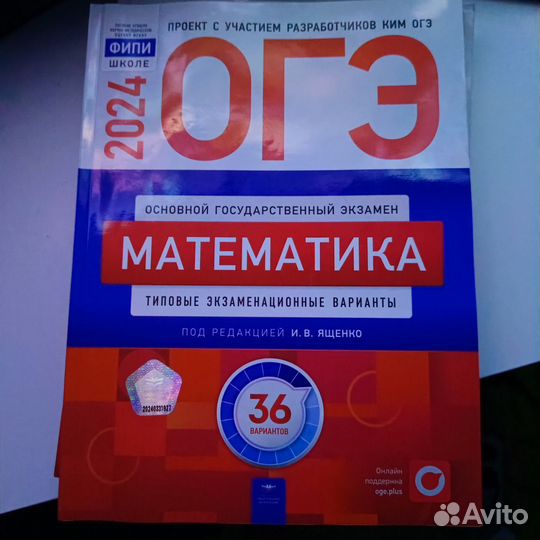 ПРОЕКТ С УЧАСТИЕМ РАЗРАБОТЧИКОВ КИМ ОГЭ
ФИПИ
ШКОЛЕ
2024
ОГЭ
ОСНОВНОЙ ГОСУДАРСТВЕННЫЙ ЭКЗАМЕН
МАТЕМАТИКА
ТИПОВЫЕ ЭКЗАМЕНАЦИОННЫЕ ВАРИАНТЫ
ПОД РЕДАКЦИЕЙ И. В. ЯЩЕНКО
36
ВАРИАНТОВ
Онлайн
поддержка
oge.plus
Avito